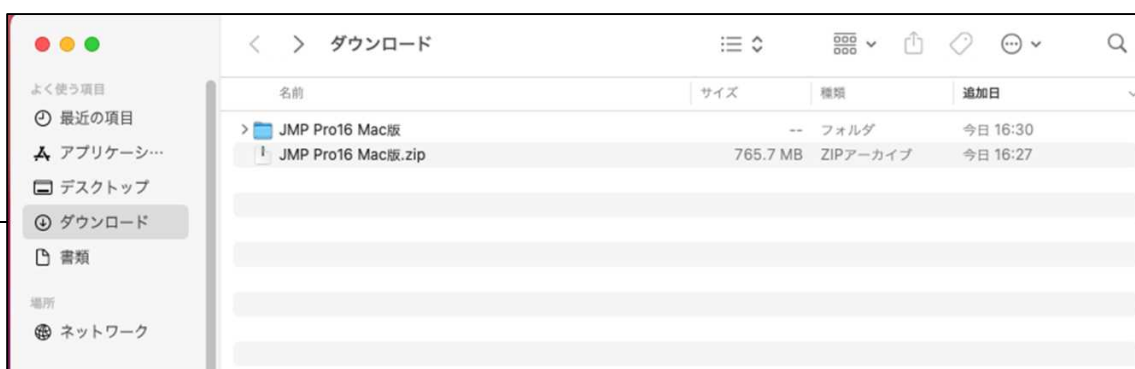 ダウンロード
よく使う項目
最近の項目
アプリケーシ…
デスクトップ
ダウンロード
書類
場所
ネットワーク
名前 サイズ 種類 追加日
JMP Pro16 Mac版 -- フォルダ 今日 16:30
JMP Pro16 Mac版.zip 765.7 MB ZIPアーカイブ 今日 16:27